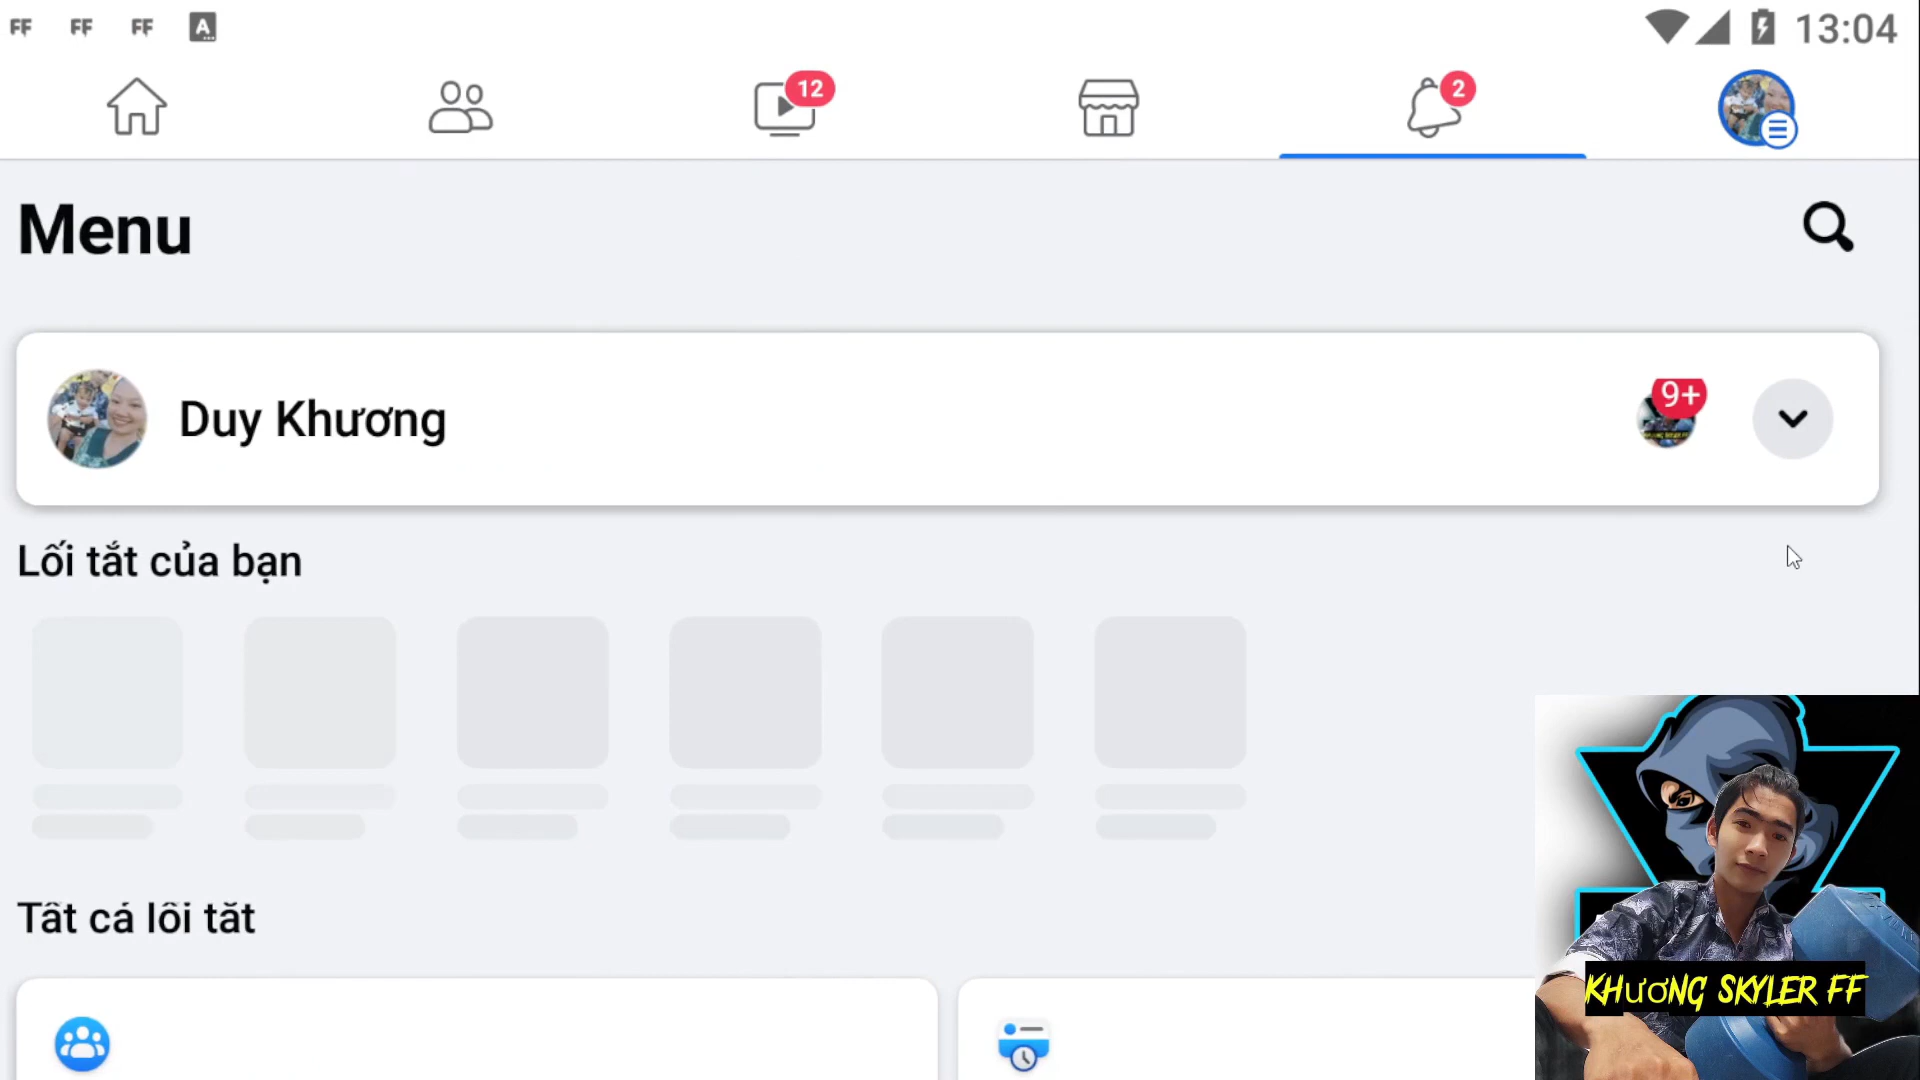 FF FF FF A 13:04
12 2
Menu
Duy Khương 9+
Lối tắt của bạn
Tất cả lối tắt
KHươNG SKYLER FF